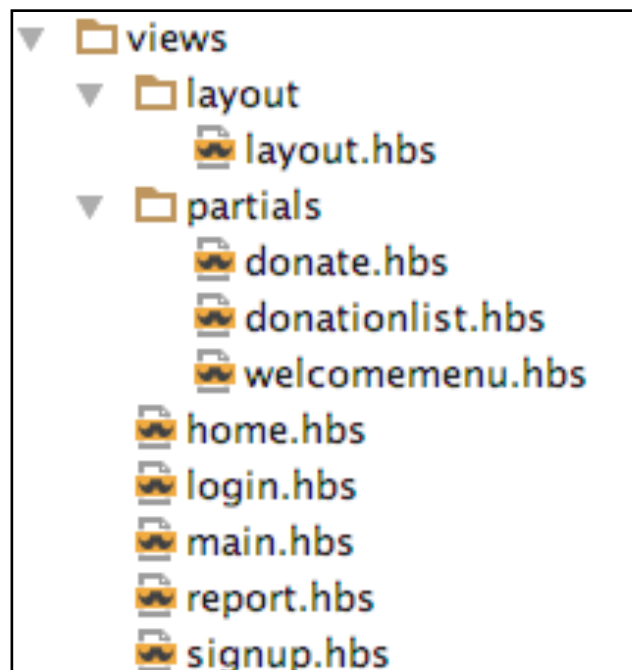 views
layout
layout.hbs
partials
donate.hbs
donationlist.hbs
welcomemenu.hbs
home.hbs
login.hbs
main.hbs
report.hbs
signup.hbs